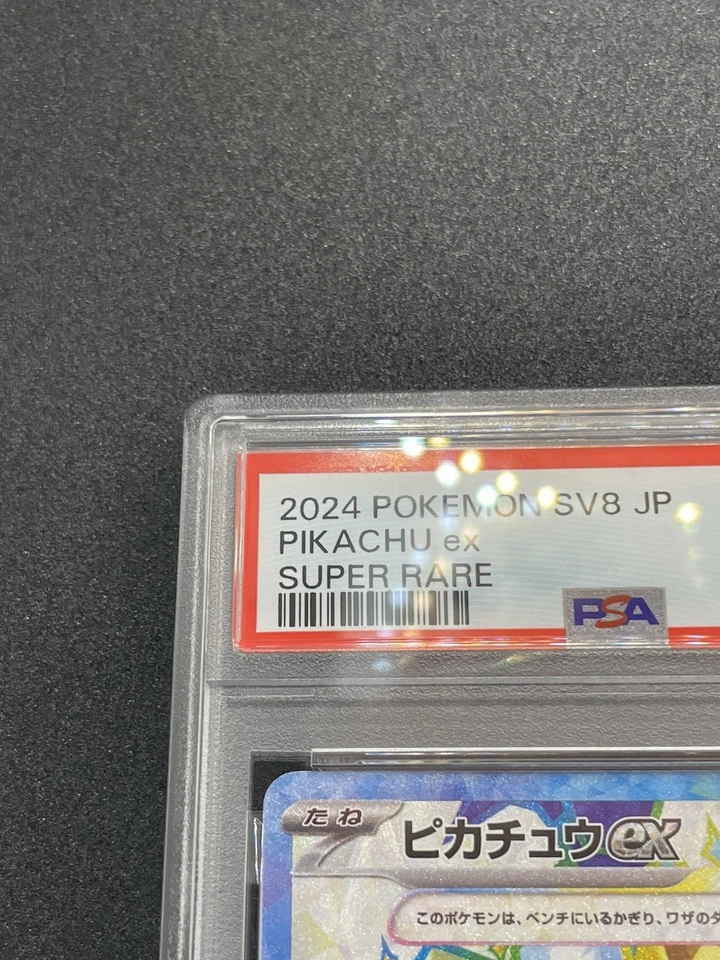 2024 POKEMON SV8 JP
PIKACHU ex
SUPER RARE
PSA
たね
ピカチュウex
このポケモンは、ベンチにいるかぎり、ワザのダ